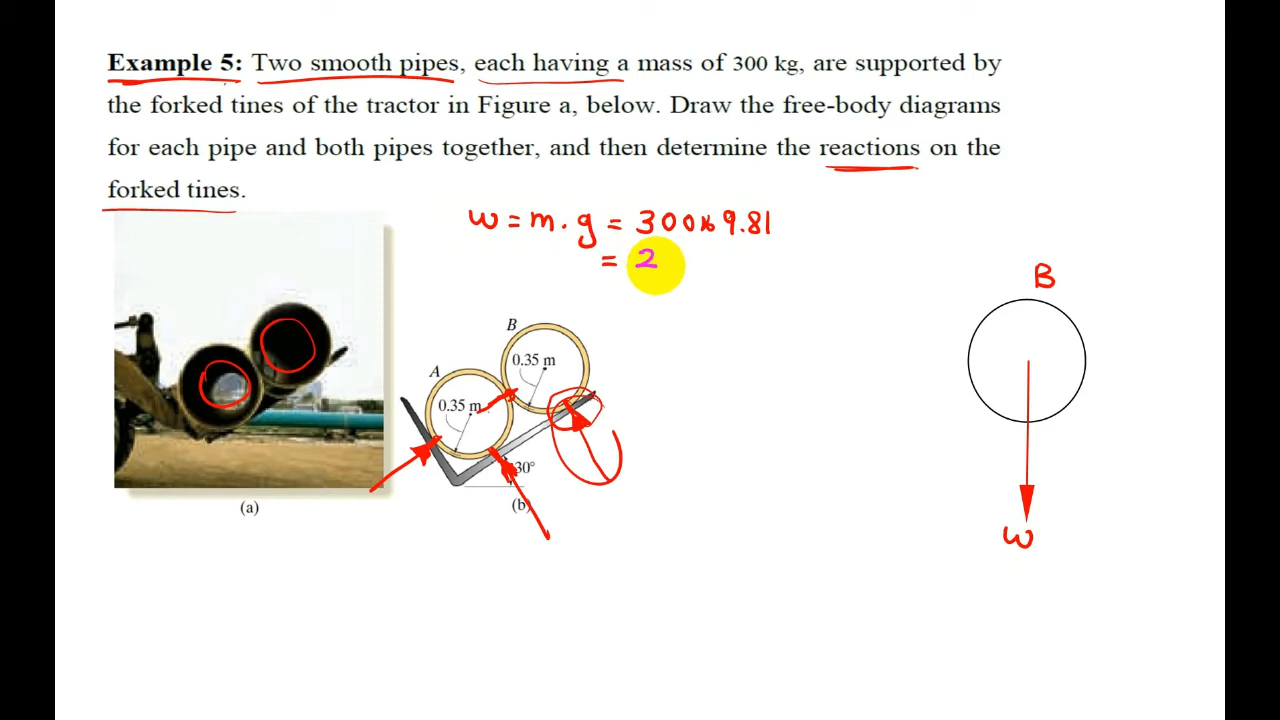 Example 5: Two smooth pipes, each having a mass of 300 kg, are supported by
the forked tines of the tractor in Figure a, below. Draw the free-body diagrams
for each pipe and both pipes together, and then determine the reactions on the
forked tines.
w = m.g = 300*9.81
= 2
B
B
0.35 m
A
0.35 m
30°
(a)
(b)
w